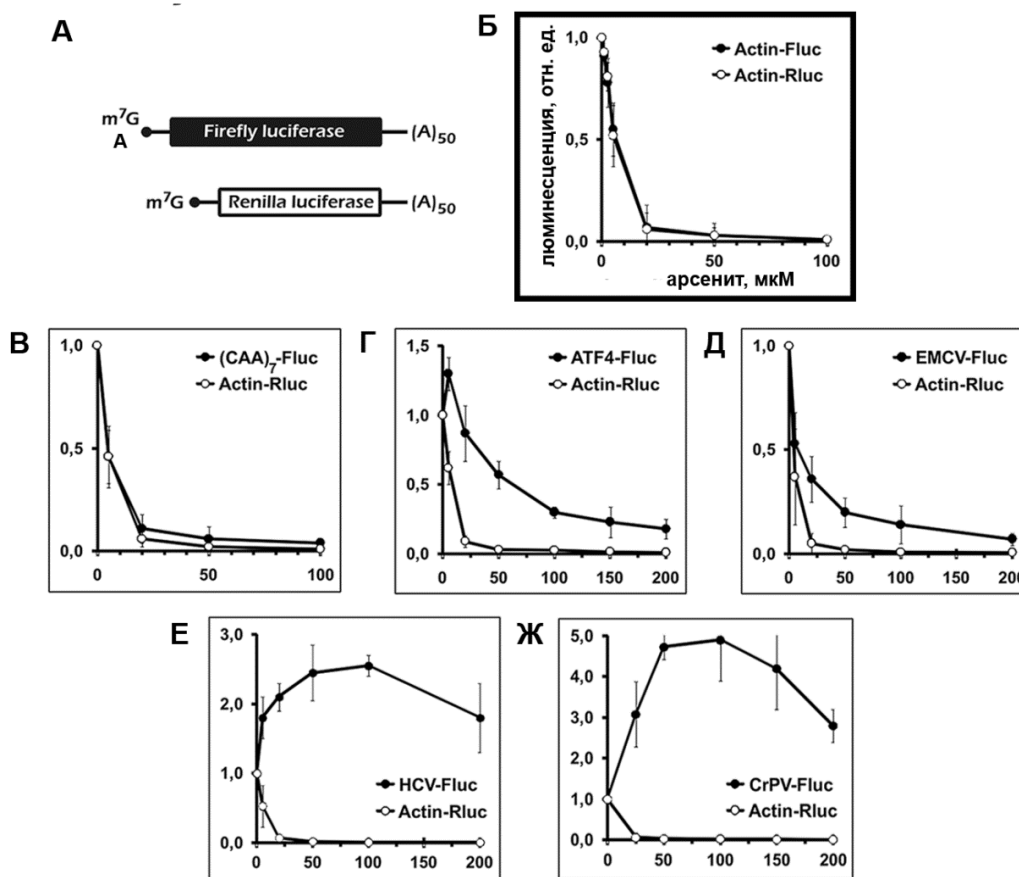 А
m⁷G
А
Firefly luciferase
(A)₅₀
m⁷G
Renilla luciferase
(A)₅₀
Б
люминесценция, отн. ед.
1,0
0,5
0,0
Actin-Fluc
Actin-Rluc
0
50
100
арсенит, мкМ
В
1,0
0,5
0,0
(CAA)₇-Fluc
Actin-Rluc
0
50
100
Г
1,5
1,0
0,5
0,0
ATF4-Fluc
Actin-Rluc
0
50
100
150
200
Д
1,0
0,5
0,0
EMCV-Fluc
Actin-Rluc
0
50
100
150
200
Е
3,0
2,0
1,0
0,0
HCV-Fluc
Actin-Rluc
0
50
100
150
200
Ж
5,0
4,0
3,0
2,0
1,0
0,0
CrPV-Fluc
Actin-Rluc
0
50
100
150
200